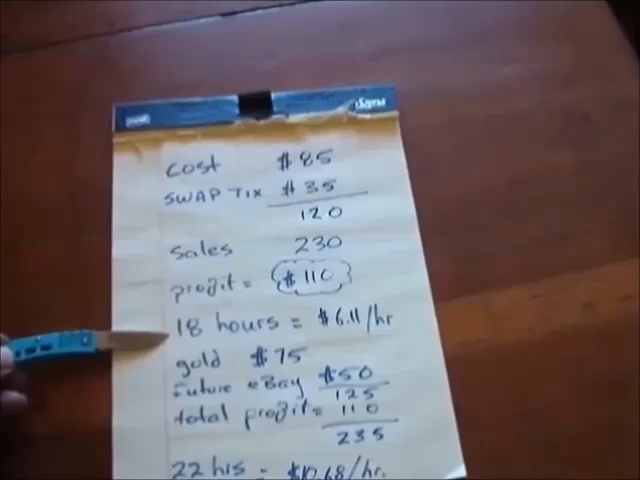 cost $85
SWAP TIX $35
120
sales 230
profit = $110
18 hours = $6.11/hr
gold $75
Future eBay $50
125
total profit = 110
235
22 hrs = $10.68/hr.